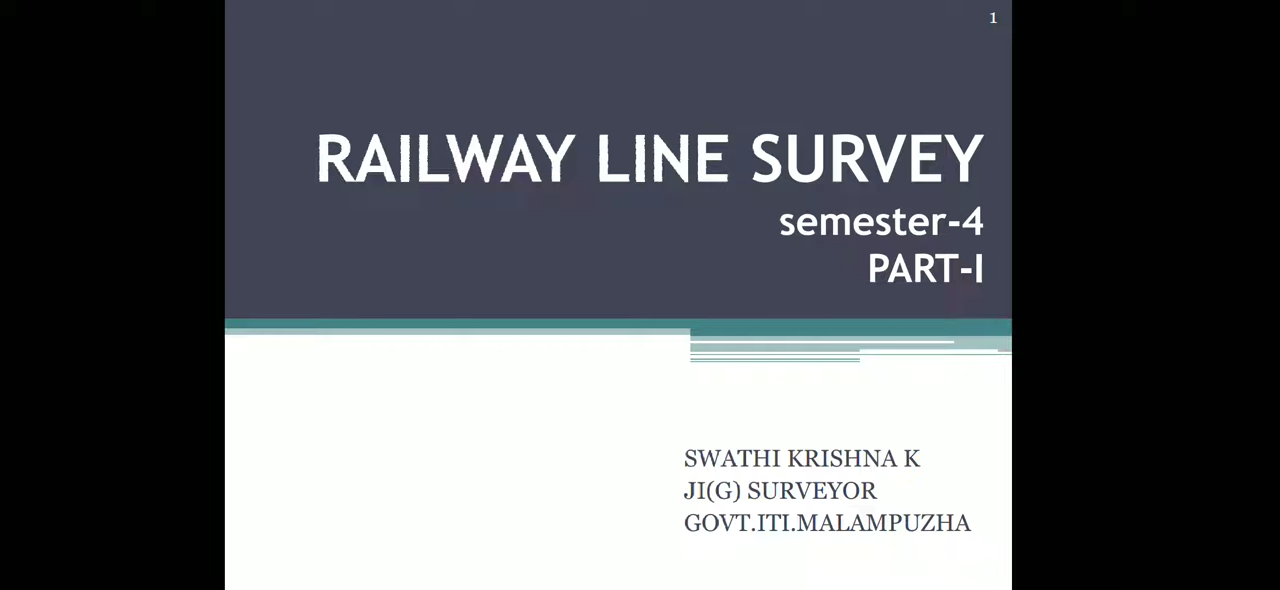 1
RAILWAY LINE SURVEY
semester-4
PART-I
SWATHI KRISHNA K
JI(G) SURVEYOR
GOVT.ITI.MALAMPUZHA